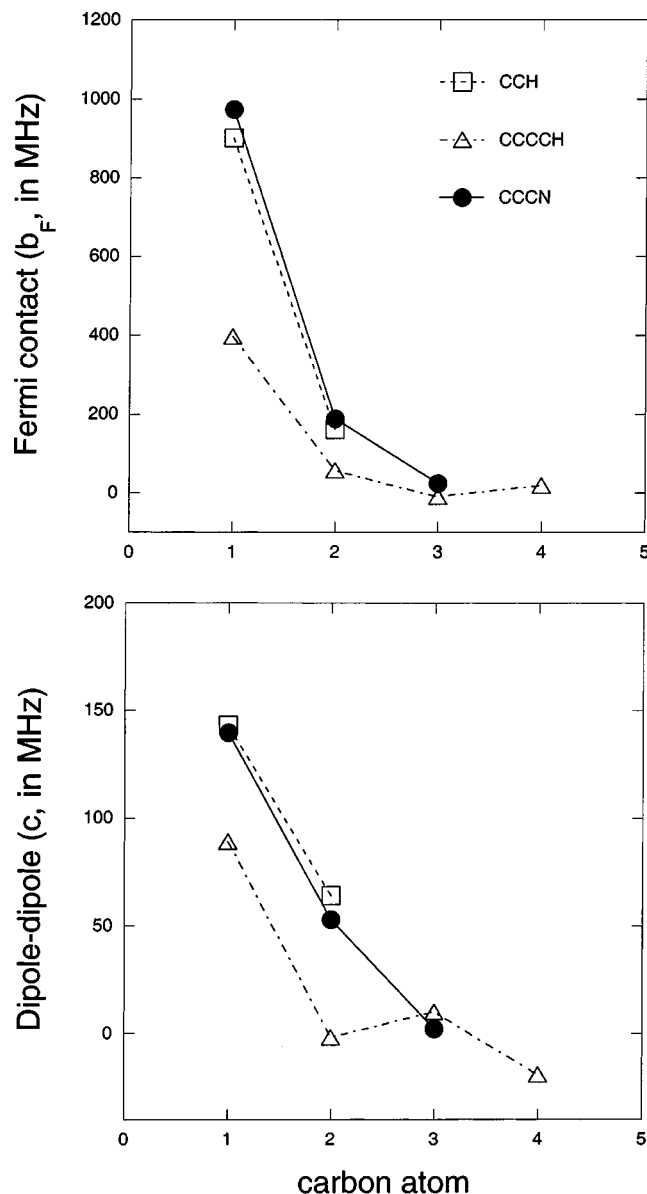 1200
1000
800
600
400
200
0
Fermi contact (b_F, in MHz)
CCH
CCCCH
CCCN
0 1 2 3 4 5
200
150
100
50
0
Dipole-dipole (c, in MHz)
0 1 2 3 4 5
carbon atom